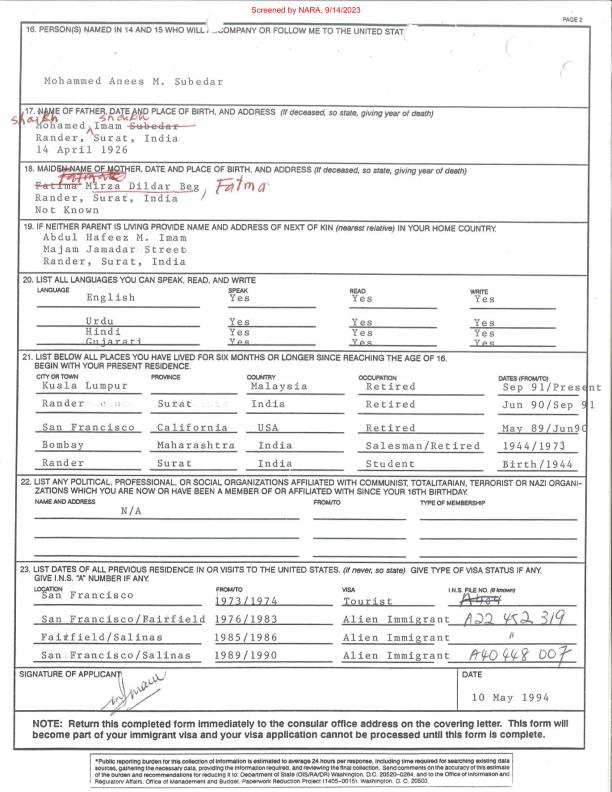 Screened by NARA, 9/14/2023
PAGE 2
16. PERSON(S) NAMED IN 14 AND 15 WHO WILL COMPANY OR FOLLOW ME TO THE UNITED STAT
Mohammed Anees M. Subedar
17. NAME OF FATHER, DATE AND PLACE OF BIRTH, AND ADDRESS (If deceased, so state, giving year of death)
shaikh shaikh
Mohamed Imam Subedar
Rander, Surat, India
14 April 1926
18. MAIDEN NAME OF MOTHER, DATE AND PLACE OF BIRTH, AND ADDRESS (If deceased, so state, giving year of death)
Fatima Mirza Dildar Beg, Fatma
Rander, Surat, India
Not Known
19. IF NEITHER PARENT IS LIVING PROVIDE NAME AND ADDRESS OF NEXT OF KIN (nearest relative) IN YOUR HOME COUNTRY.
Abdul Hafeez M. Imam
Majam Jamadar Street
Rander, Surat, India
20. LIST ALL LANGUAGES YOU CAN SPEAK, READ, AND WRITE
LANGUAGE SPEAK READ WRITE
English Yes Yes Yes
Urdu Yes Yes Yes
Hindi Yes Yes Yes
Gujarati Yes Yes Yes
21. LIST BELOW ALL PLACES YOU HAVE LIVED FOR SIX MONTHS OR LONGER SINCE REACHING THE AGE OF 16.
BEGIN WITH YOUR PRESENT RESIDENCE.
CITY OR TOWN PROVINCE COUNTRY OCCUPATION DATES (FROM/TO)
Kuala Lumpur Malaysia Retired Sep 91/Present
Rander Surat India Retired Jun 90/Sep 91
San Francisco California USA Retired May 89/Jun90
Bombay Maharashtra India Salesman/Retired 1944/1973
Rander Surat India Student Birth/1944
22. LIST ANY POLITICAL, PROFESSIONAL, OR SOCIAL ORGANIZATIONS AFFILIATED WITH COMMUNIST, TOTALITARIAN, TERRORIST OR NAZI ORGANI-
ZATIONS WHICH YOU ARE NOW OR HAVE BEEN A MEMBER OF OR AFFILIATED WITH SINCE YOUR 16TH BIRTHDAY.
NAME AND ADDRESS FROM/TO TYPE OF MEMBERSHIP
N/A
23. LIST DATES OF ALL PREVIOUS RESIDENCE IN OR VISITS TO THE UNITED STATES. (If never, so state) GIVE TYPE OF VISA STATUS IF ANY.
GIVE I.N.S. "A" NUMBER IF ANY.
LOCATION FROM/TO VISA I.N.S. FILE NO. (If known)
San Francisco 1973/1974 Tourist
San Francisco/Fairfield 1976/1983 Alien Immigrant A22 452 319
Fairfield/Salinas 1985/1986 Alien Immigrant "
San Francisco/Salinas 1989/1990 Alien Immigrant A40 448 007
SIGNATURE OF APPLICANT DATE
10 May 1994
NOTE: Return this completed form immediately to the consular office address on the covering letter. This form will
become part of your immigrant visa and your visa application cannot be processed until this form is complete.
*Public reporting burden for this collection of information is estimated to average 24 hours per response, including time required for searching existing data
sources, gathering the necessary data, providing the information required, and reviewing the final collection. Send comments on the accuracy of this estimate
of the burden and recommendations for reducing it to: Department of State (OIS/RA/DR) Washington, D.C. 20520-0264, and to the Office of Information and
Regulatory Affairs, Office of Management and Budget, Paperwork Reduction Project (1405-0015), Washington, D.C. 20503.